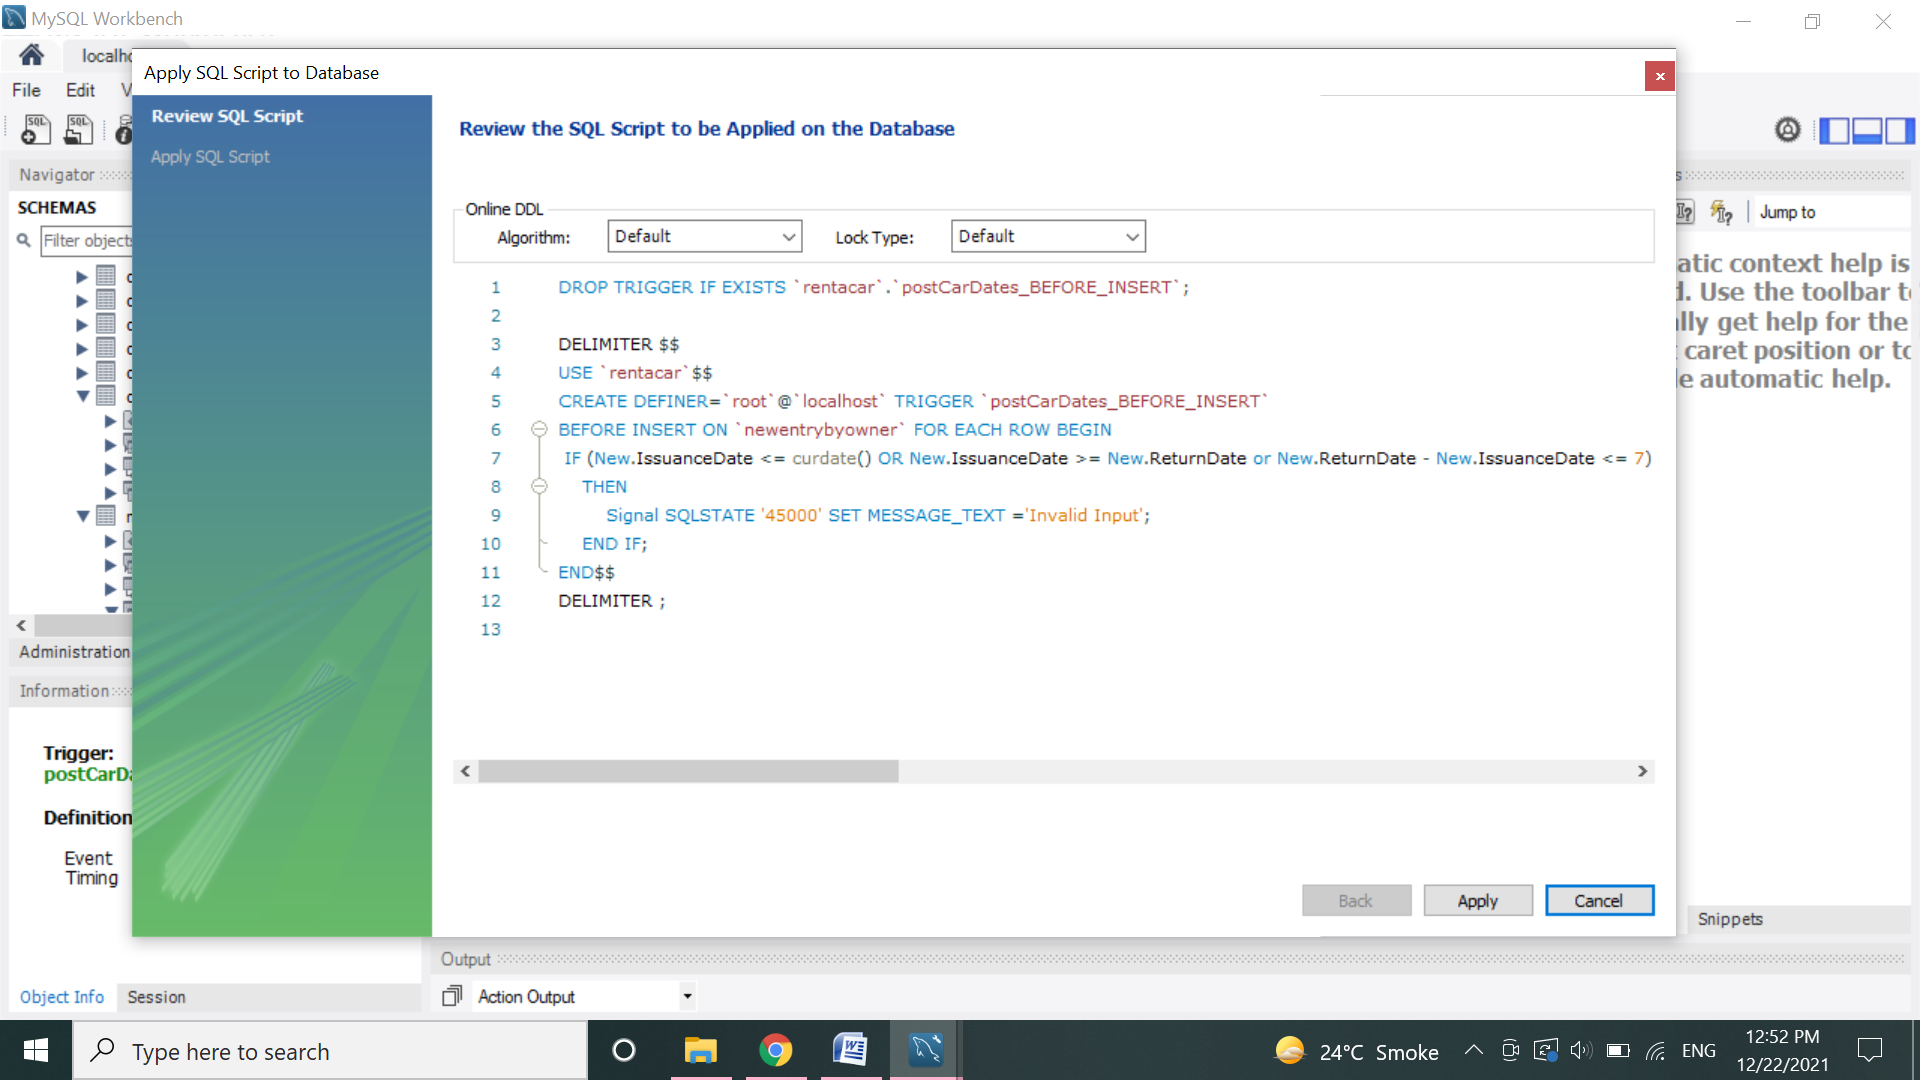 MySQL Workbench
Apply SQL Script to Database
File Edit
Review SQL Script
Apply SQL Script
Review the SQL Script to be Applied on the Database
Navigator
SCHEMAS
Filter objects
Online DDL
Algorithm: Default Lock Type: Default
Jump to
1 DROP TRIGGER IF EXISTS `rentacar`.`postCarDates_BEFORE_INSERT`;
2
3 DELIMITER $$
4 USE `rentacar`$$
5 CREATE DEFINER=`root`@`localhost` TRIGGER `postCarDates_BEFORE_INSERT`
6 BEFORE INSERT ON `newentrybyowner` FOR EACH ROW BEGIN
7 IF (New.IssuanceDate <= curdate() OR New.IssuanceDate >= New.ReturnDate or New.ReturnDate - New.IssuanceDate <= 7)
8 THEN
9 Signal SQLSTATE '45000' SET MESSAGE_TEXT ='Invalid Input';
10 END IF;
11 END$$
12 DELIMITER ;
13
atic context help is
d. Use the toolbar to
lly get help for the
caret position or to
le automatic help.
Administration
Information
Trigger:
postCarDa
Definition
Event
Timing
Back Apply Cancel
Snippets
Output
Object Info Session
Action Output
Type here to search
24°C Smoke
ENG
12:52 PM
12/22/2021